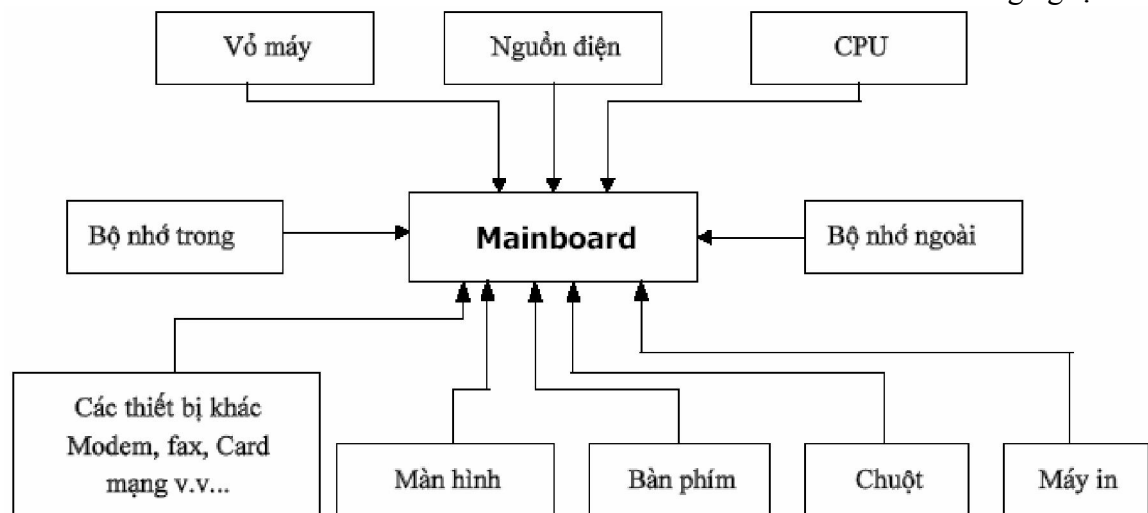 Vỏ máy
Nguồn điện
CPU
Bộ nhớ trong
Mainboard
Bộ nhớ ngoài
Các thiết bị khác
Modem, fax, Card
mạng v.v...
Màn hình
Bàn phím
Chuột
Máy in